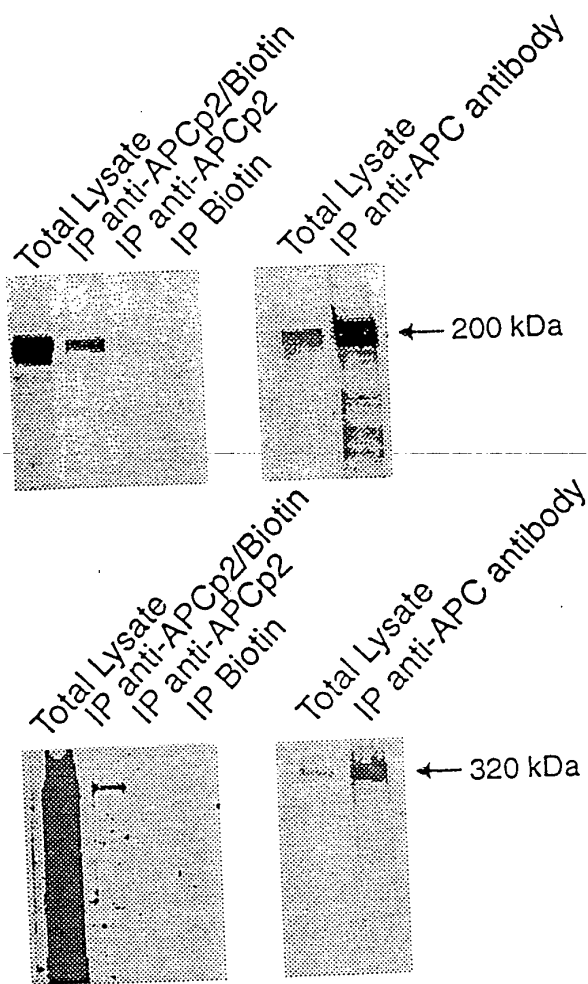 Total Lysate
IP anti-APCp2/Biotin
IP anti-APCp2
IP Biotin
Total Lysate
IP anti-APC antibody
200 kDa
Total Lysate
IP anti-APCp2/Biotin
IP anti-APCp2
IP Biotin
Total Lysate
IP anti-APC antibody
320 kDa